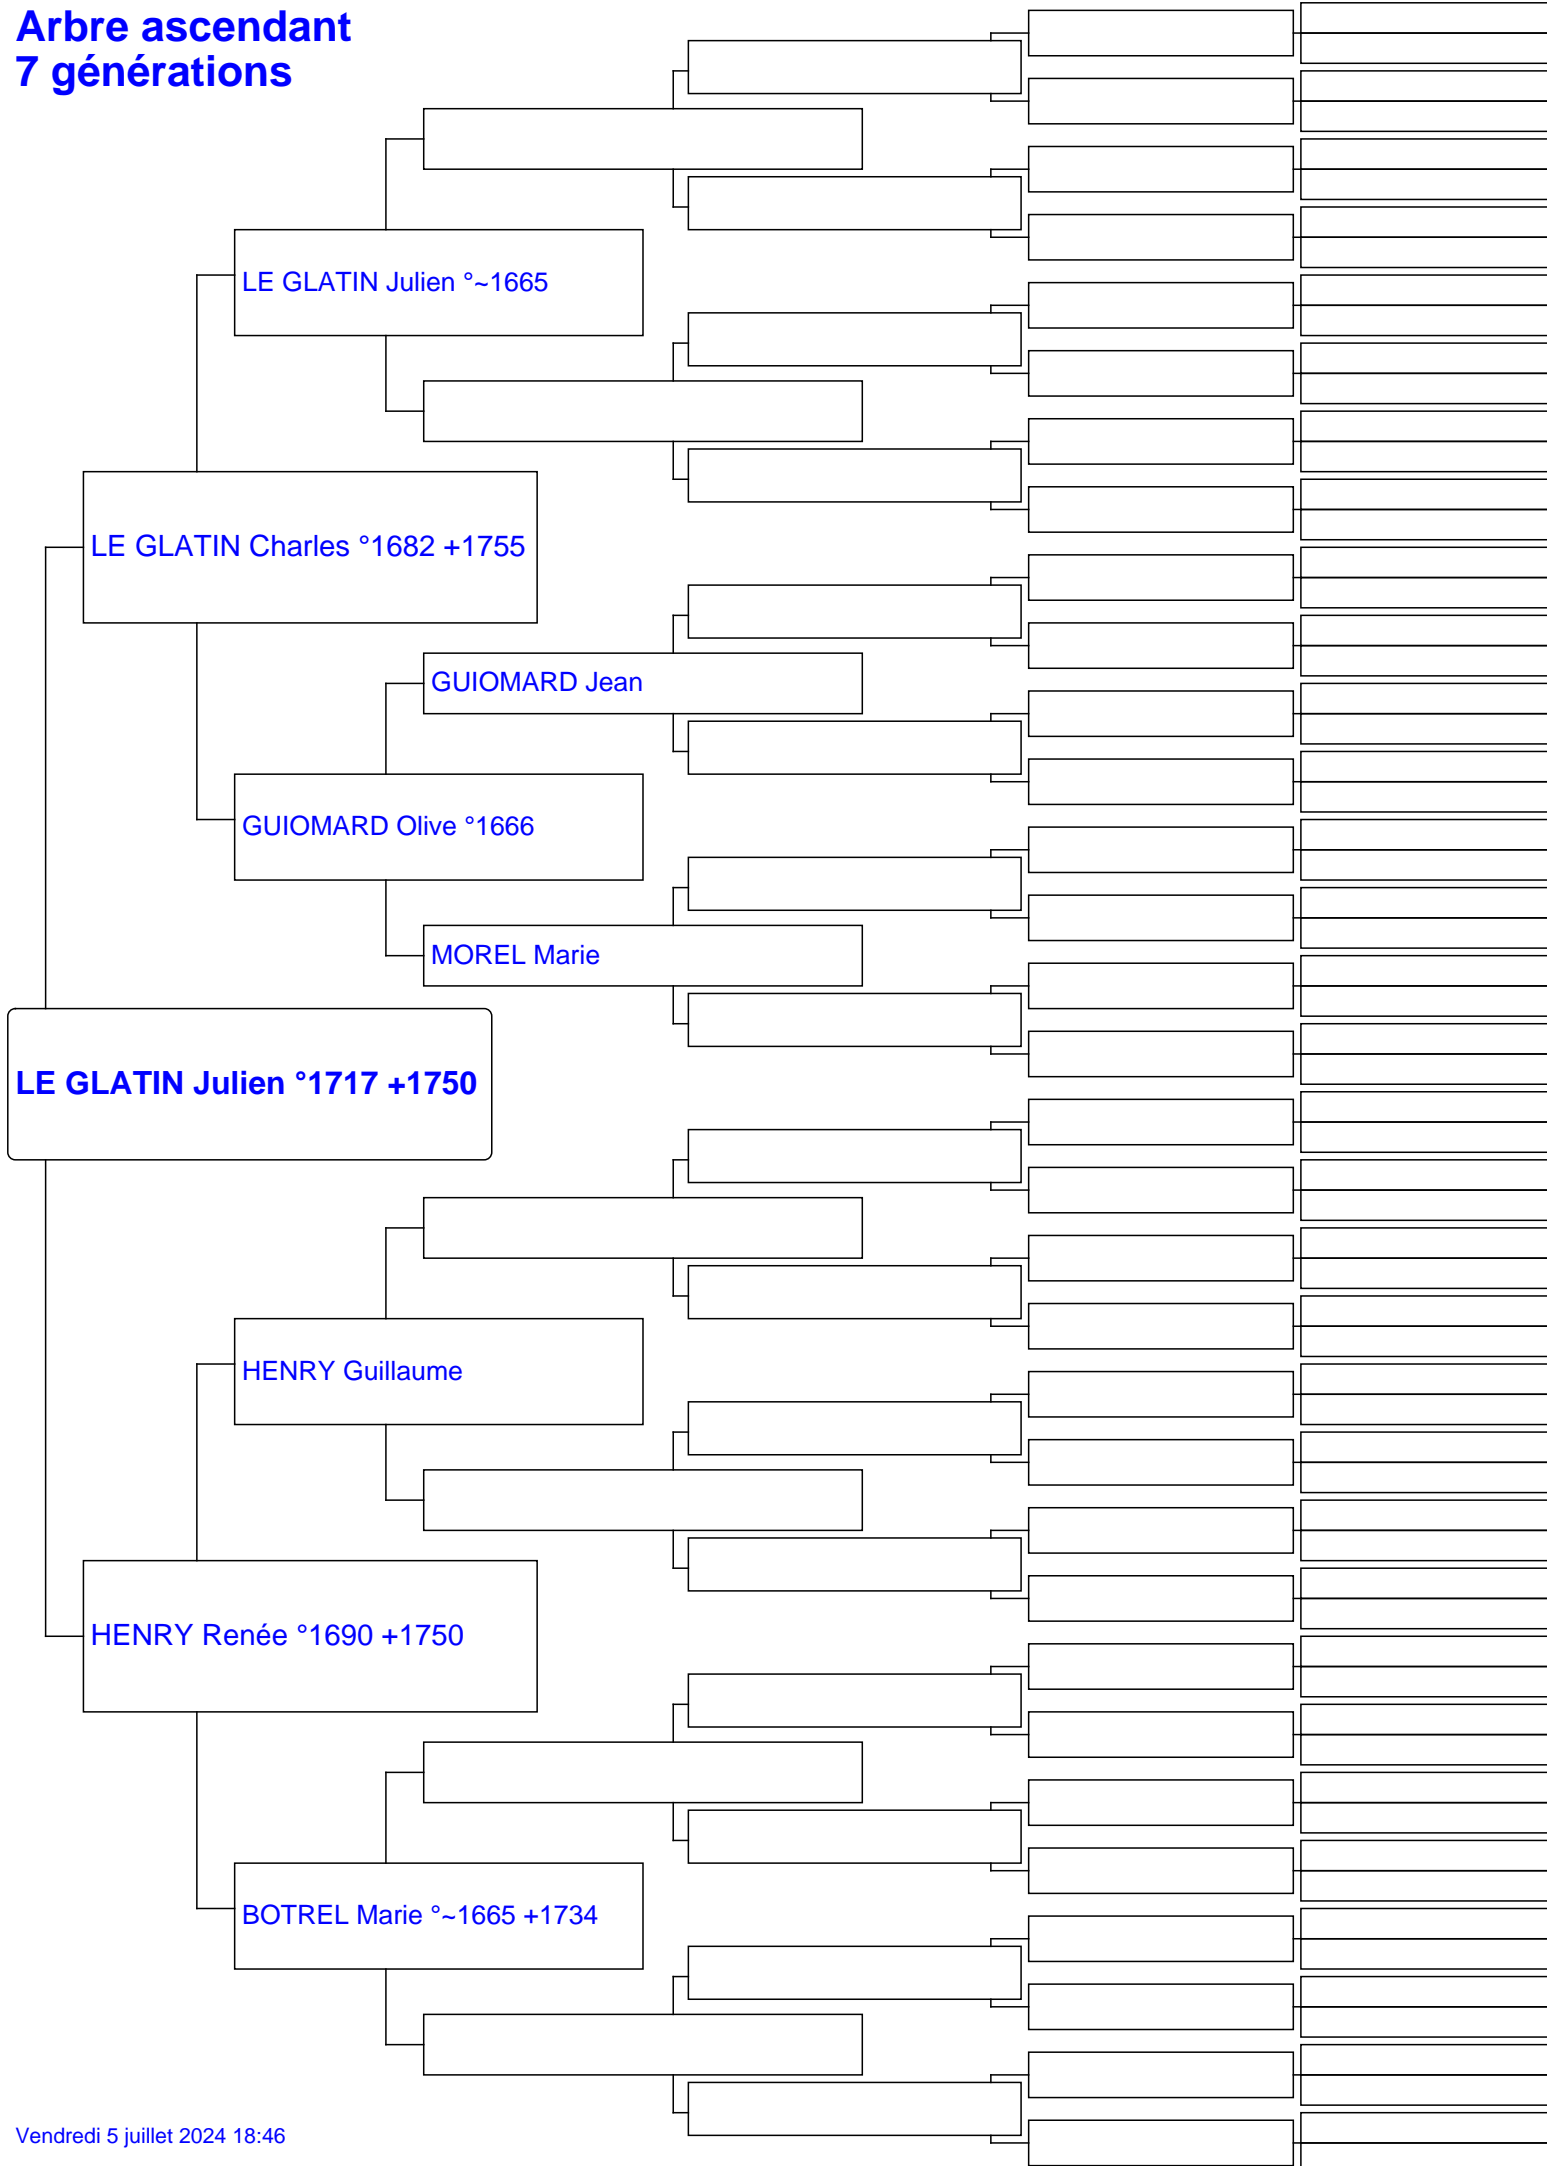 Arbre ascendant
7 générations
LE GLATIN Julien °~1665
LE GLATIN Charles °1682 +1755
GUIOMARD Jean
GUIOMARD Olive °1666
MOREL Marie
LE GLATIN Julien °1717 +1750
HENRY Guillaume
HENRY Renée °1690 +1750
BOTREL Marie °~1665 +1734
Vendredi 5 juillet 2024 18:46